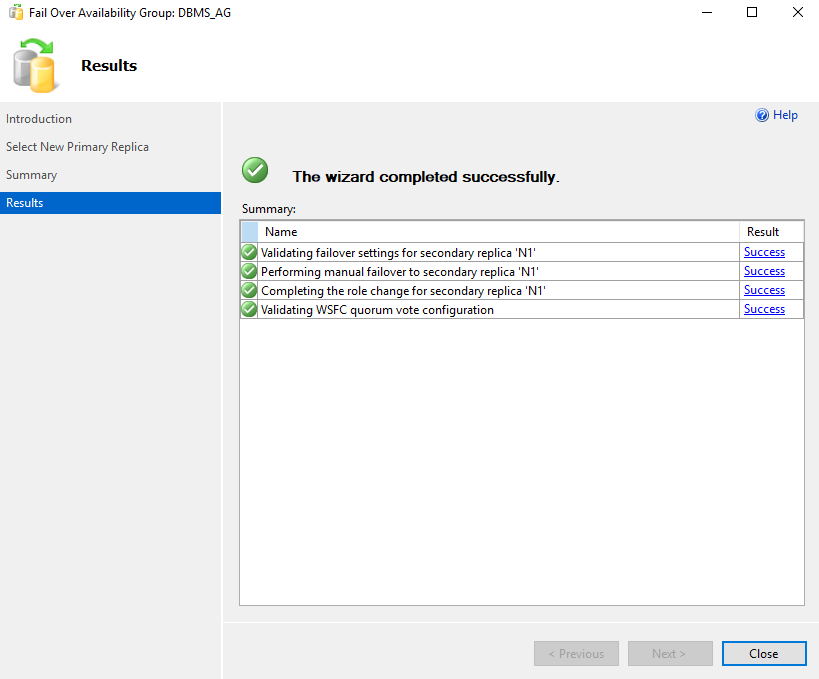 Fail Over Availability Group: DBMS_AG
Results
Introduction
Select New Primary Replica
Summary
Results
Help
The wizard completed successfully.
Summary:
Name Result
Validating failover settings for secondary replica 'N1' Success
Performing manual failover to secondary replica 'N1' Success
Completing the role change for secondary replica 'N1' Success
Validating WSFC quorum vote configuration Success
< Previous Next > Close